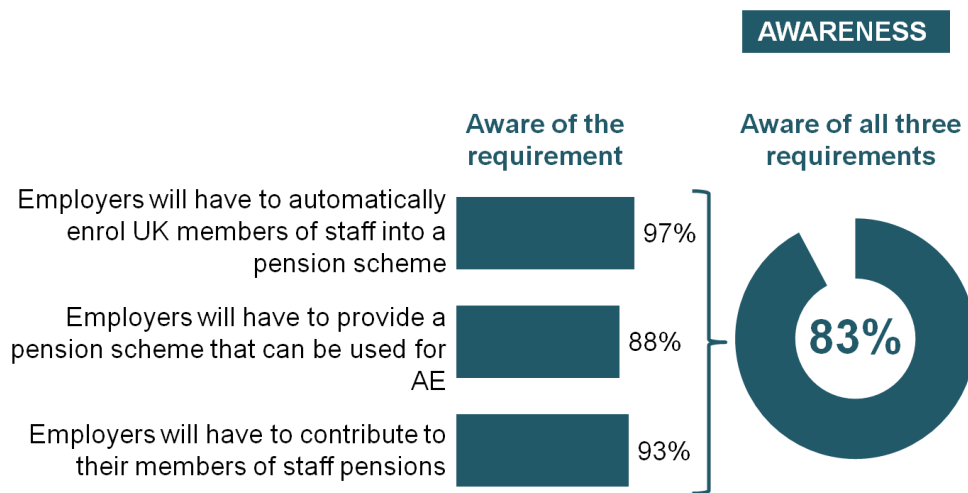 AWARENESS
Aware of the
requirement
Aware of all three
requirements
Employers will have to automatically
enrol UK members of staff into a
pension scheme
97%
Employers will have to provide a
pension scheme that can be used for
AE
88%
Employers will have to contribute to
their members of staff pensions
93%
83%